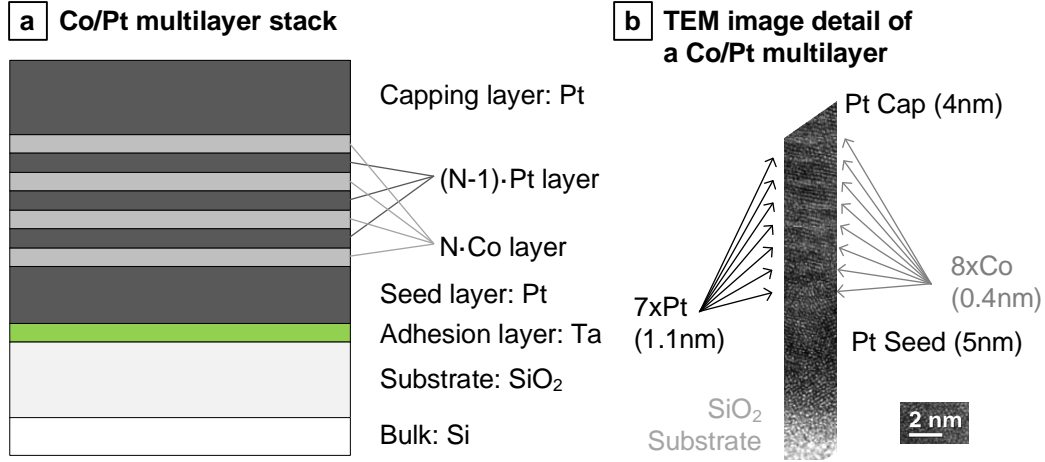 a Co/Pt multilayer stack
Capping layer: Pt
(N-1)·Pt layer
N·Co layer
Seed layer: Pt
Adhesion layer: Ta
Substrate: SiO₂
Bulk: Si
b TEM image detail of
a Co/Pt multilayer
Pt Cap (4nm)
7xPt
(1.1nm)
8xCo
(0.4nm)
Pt Seed (5nm)
SiO₂
Substrate
2 nm